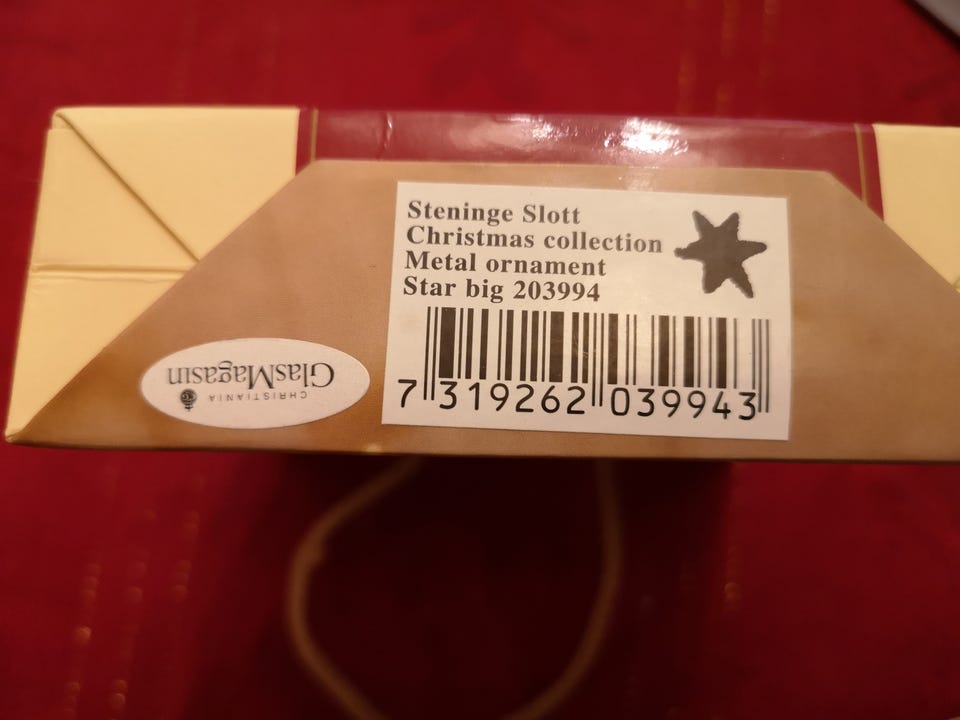 Steninge Slott
Christmas collection
Metal ornament
Star big 203994
7 319262 039943
CHRISTIANIA
GlasMagasin